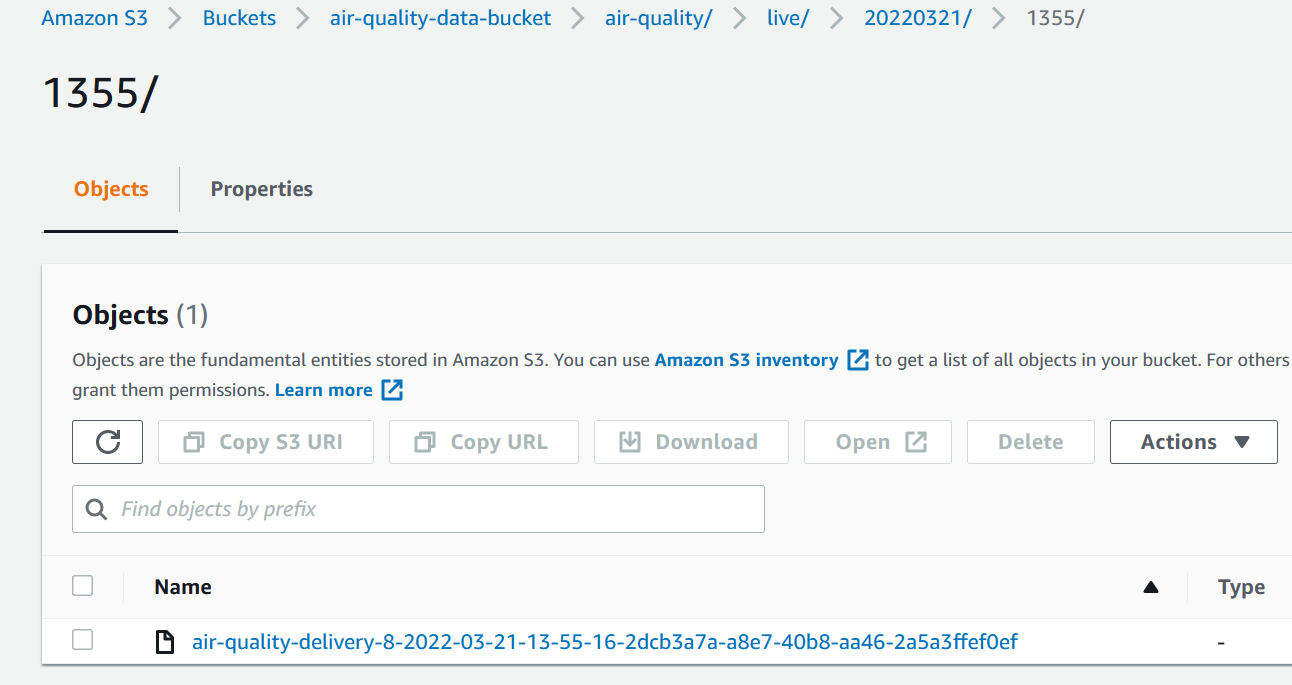 Amazon S3 > Buckets > air-quality-data-bucket > air-quality/ > live/ > 20220321/ > 1355/
1355/
Objects Properties
Objects (1)
Objects are the fundamental entities stored in Amazon S3. You can use Amazon S3 inventory to get a list of all objects in your bucket. For others
grant them permissions. Learn more
Copy S3 URI Copy URL Download Open Delete Actions
Find objects by prefix
Name Type
air-quality-delivery-8-2022-03-21-13-55-16-2dcb3a7a-a8e7-40b8-aa46-2a5a3ffef0ef -